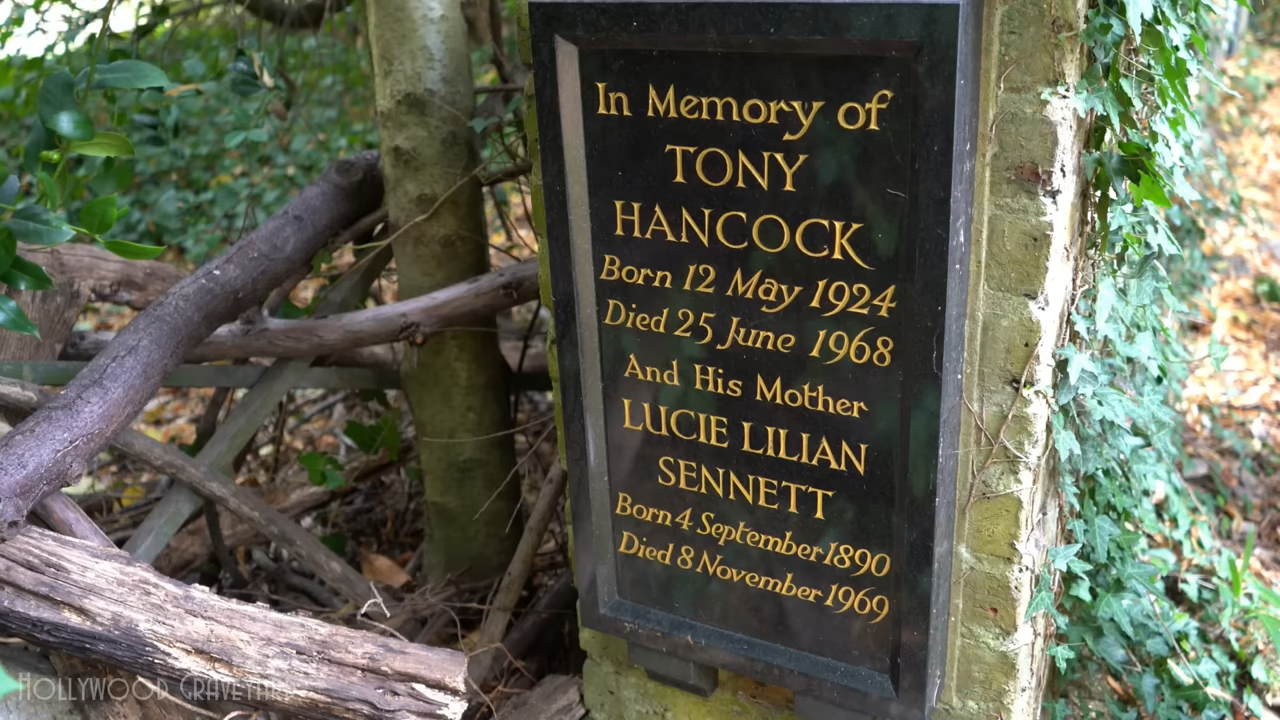 In Memory of
TONY
HANCOCK
Born 12 May 1924
Died 25 June 1968
And His Mother
LUCIE LILIAN
SENNETT
Born 4 September 1890
Died 8 November 1969
HOLLYWOOD GRAVEYARD